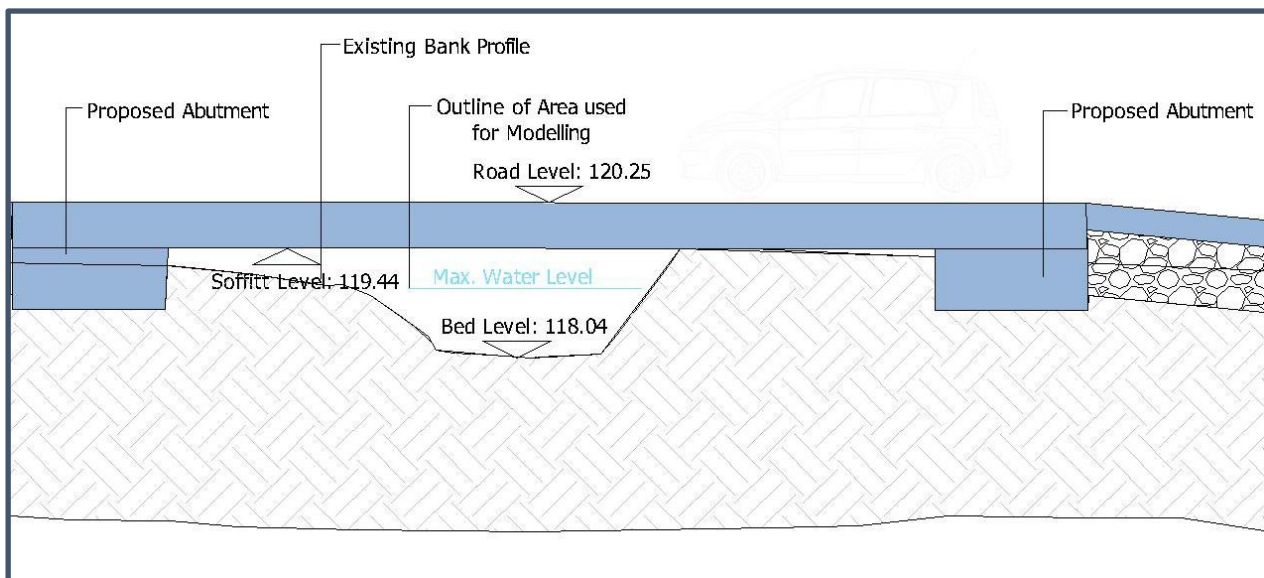 Existing Bank Profile
Proposed Abutment
Outline of Area used
for Modelling
Proposed Abutment
Road Level: 120.25
Soffitt Level: 119.44
Max. Water Level
Bed Level: 118.04